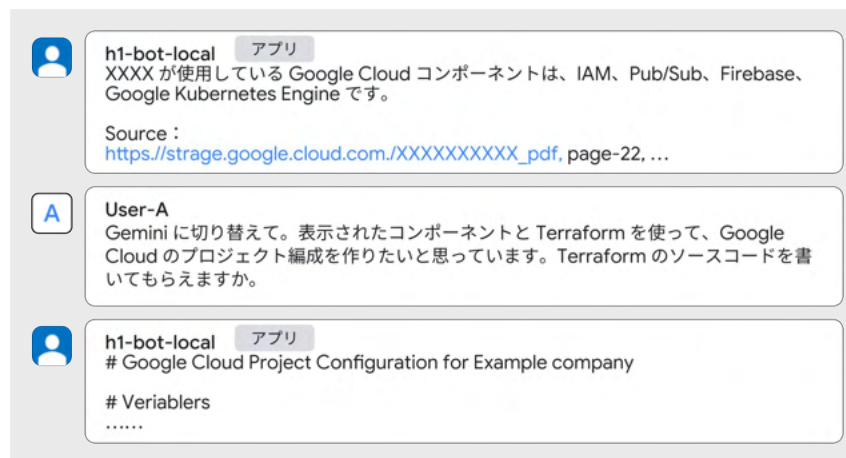 h1-bot-local アプリ
XXXX が使用している Google Cloud コンポーネントは、IAM、Pub/Sub、Firebase、
Google Kubernetes Engine です。
Source：
https.//strage.google.cloud.com./XXXXXXXXXX_pdf, page-22, …
A
User-A
Gemini に切り替えて。表示されたコンポーネントと Terraform を使って、Google
Cloud のプロジェクト編成を作りたいと思っています。Terraform のソースコードを書
いてもらえますか。
h1-bot-local アプリ
# Google Cloud Project Configuration for Example company
# Veriablers
……